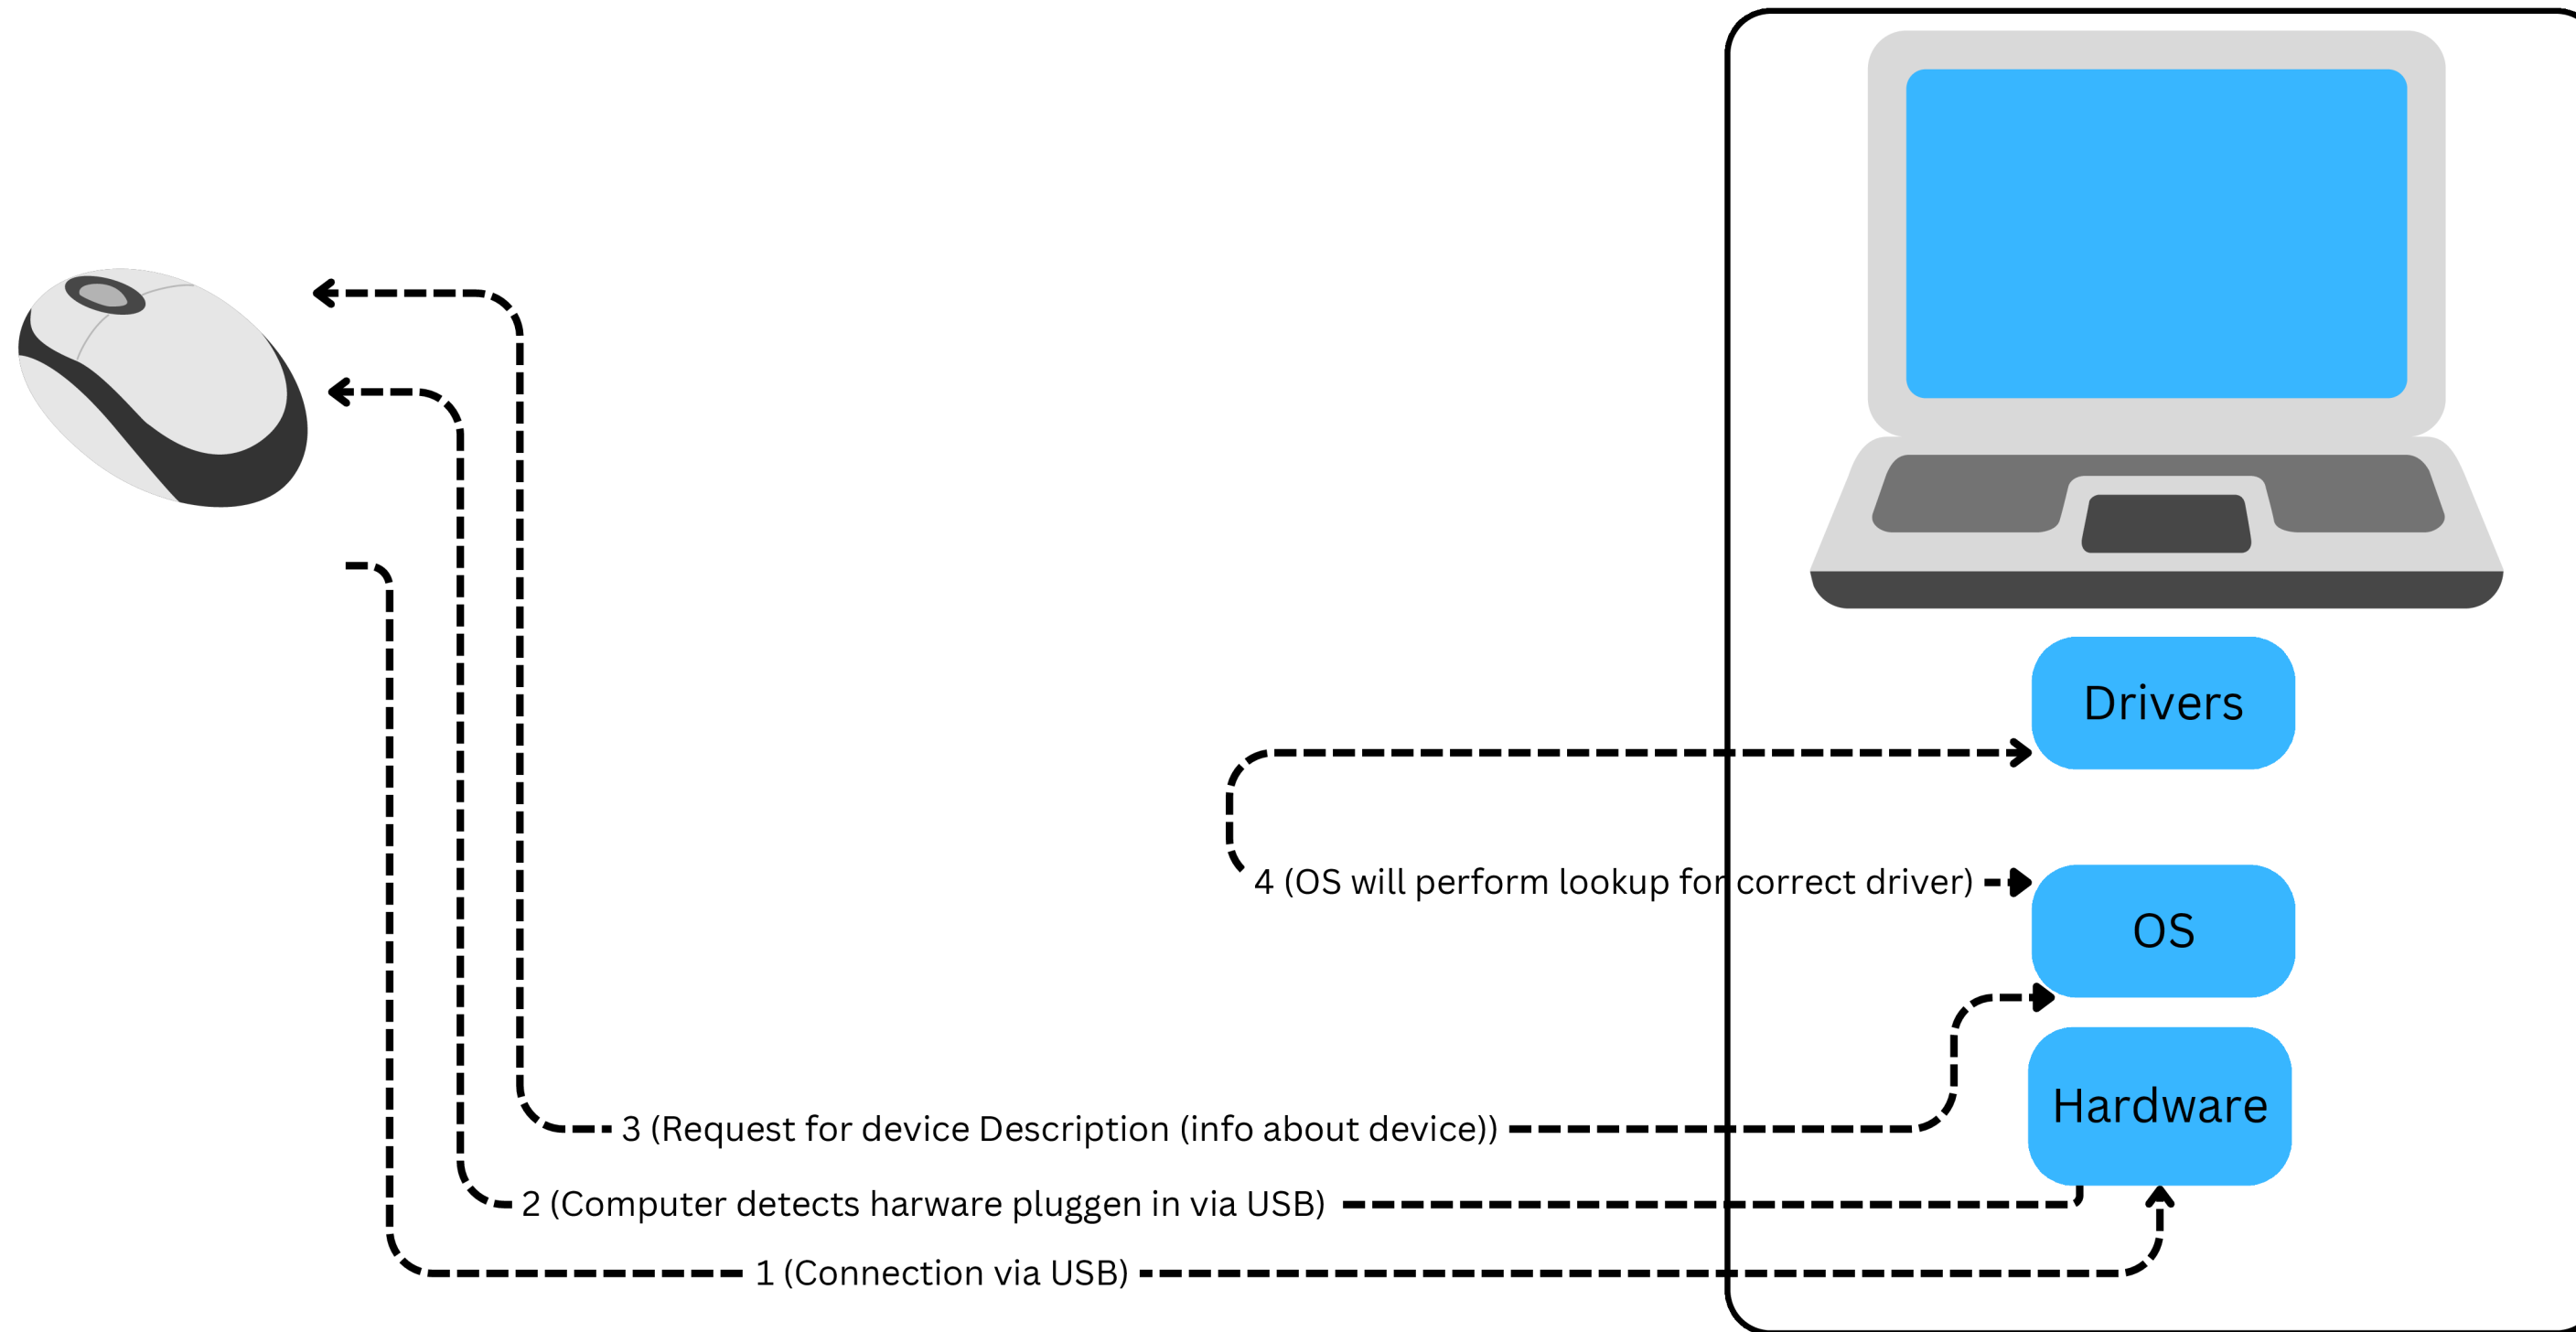 Drivers
4 (OS will perform lookup for correct driver)
OS
Hardware
3 (Request for device Description (info about device))
2 (Computer detects harware pluggen in via USB)
1 (Connection via USB)